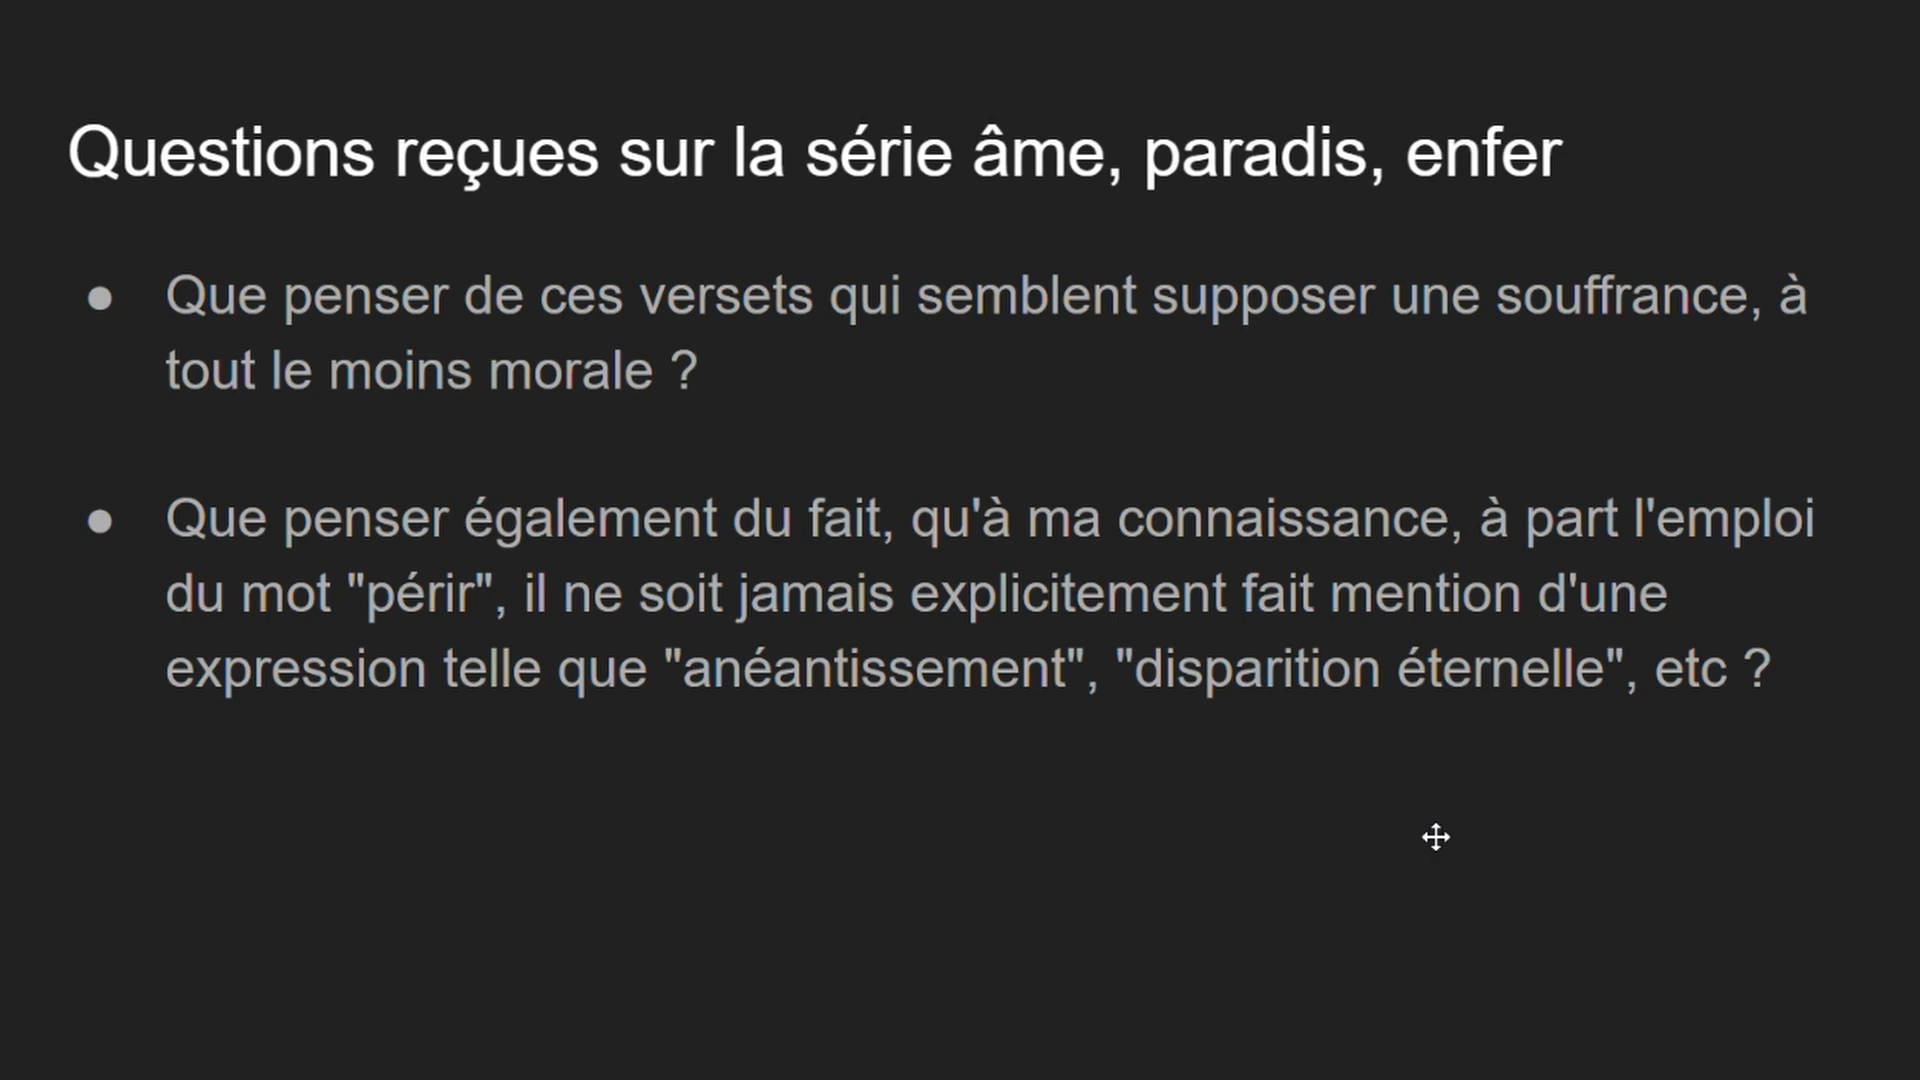 Questions reçues sur la série âme, paradis, enfer
● Que penser de ces versets qui semblent supposer une souffrance, à
tout le moins morale ?
● Que penser également du fait, qu'à ma connaissance, à part l'emploi
du mot "périr", il ne soit jamais explicitement fait mention d'une
expression telle que "anéantissement", "disparition éternelle", etc ?